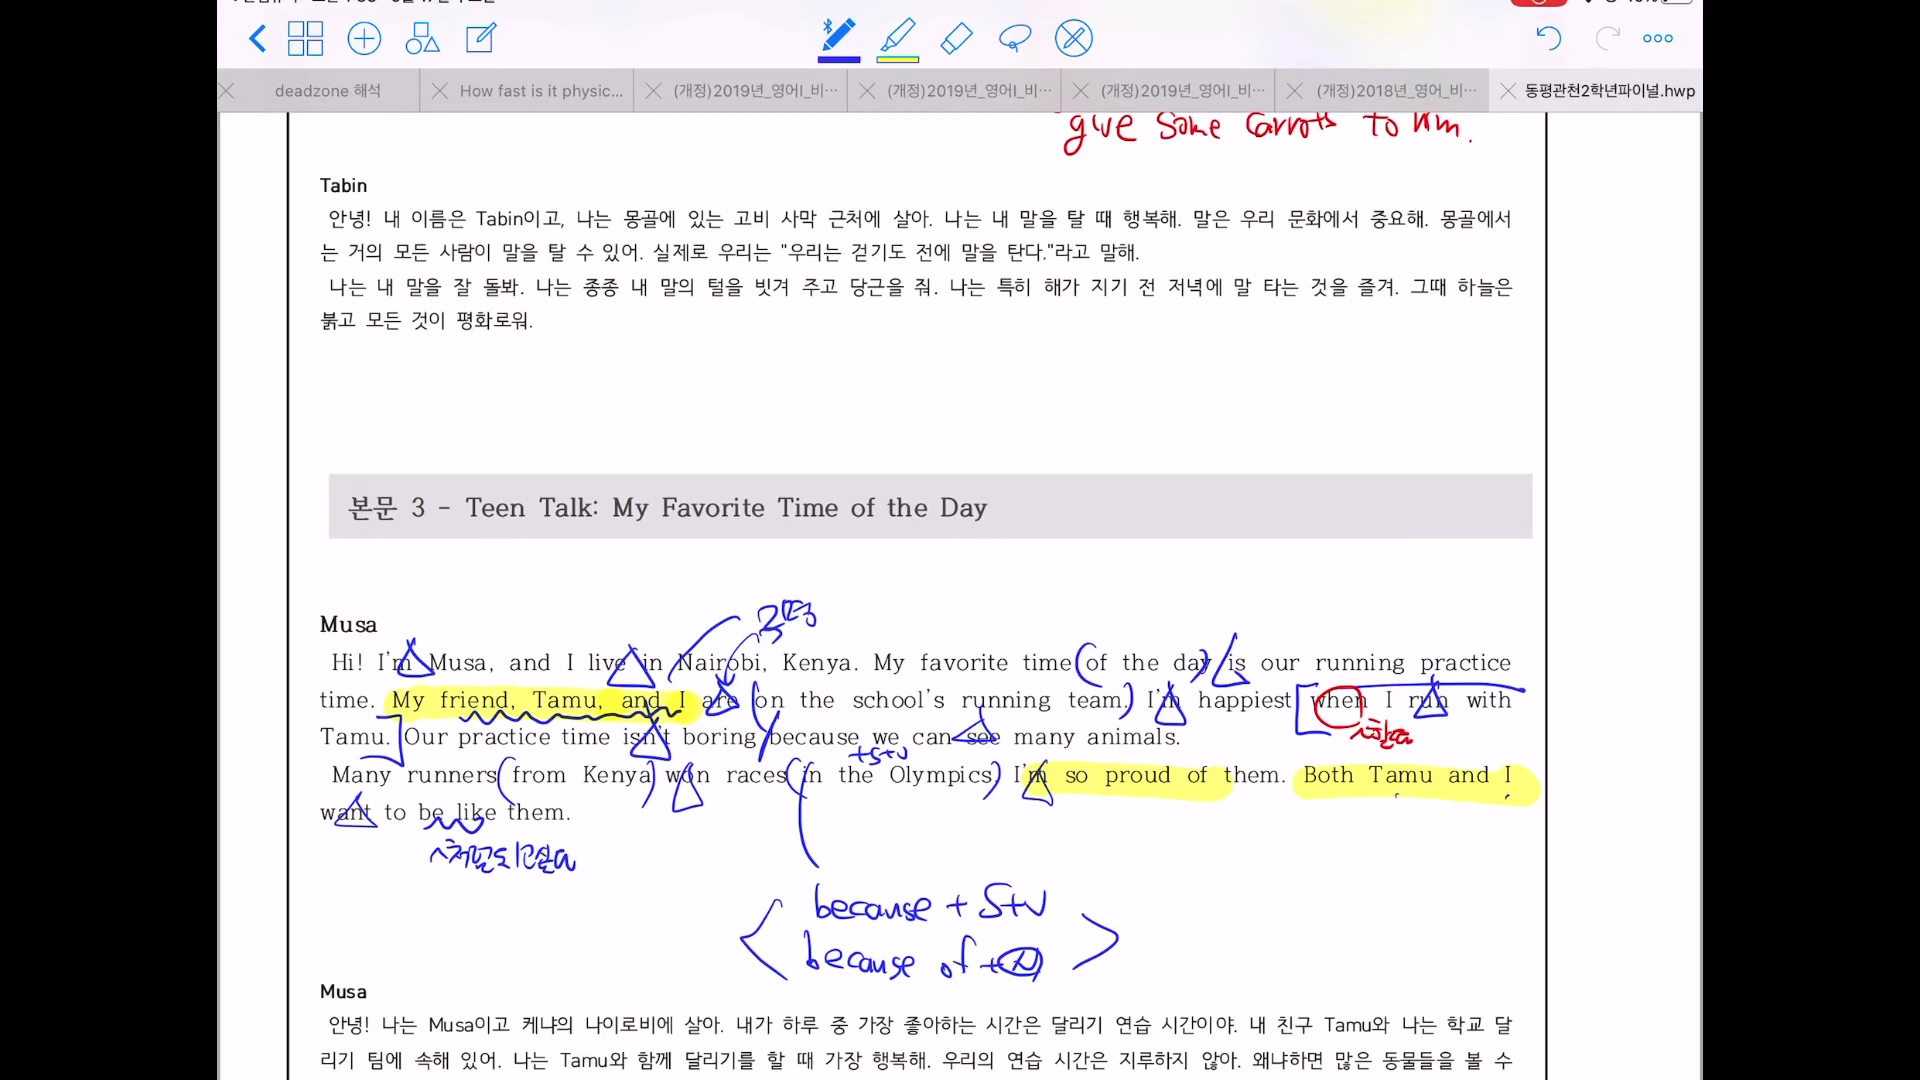 deadzone 해석
How fast is it physic...
(개정)2019년_영어I_비...
(개정)2019년_영어I_비...
(개정)2019년_영어I_비...
(개정)2018년_영어_비...
동평관천2학년파이널.hwp
give some carrots to him.
Tabin
안녕! 내 이름은 Tabin이고, 나는 몽골에 있는 고비 사막 근처에 살아. 나는 내 말을 탈 때 행복해. 말은 우리 문화에서 중요해. 몽골에서
는 거의 모든 사람이 말을 탈 수 있어. 실제로 우리는 "우리는 걷기도 전에 말을 탄다."라고 말해.
나는 내 말을 잘 돌봐. 나는 종종 내 말의 털을 빗겨 주고 당근을 줘. 나는 특히 해가 지기 전 저녁에 말 타는 것을 즐겨. 그때 하늘은
붉고 모든 것이 평화로워.
본문 3 - Teen Talk: My Favorite Time of the Day
Musa
Hi! I'm Musa, and I live in Nairobi, Kenya. My favorite time (of the day) is our running practice
time. My friend, Tamu, and I are (on the school's running team.) I'm happiest [when I run with
Tamu.] Our practice time isn't boring because we can see many animals.
~할때
+S+V
Many runners (from Kenya) won races (in the Olympics.) I'm so proud of them. Both Tamu and I
want to be like them.
~처럼되고싶다
because + S+V
because of + N
Musa
안녕! 나는 Musa이고 케냐의 나이로비에 살아. 내가 하루 중 가장 좋아하는 시간은 달리기 연습 시간이야. 내 친구 Tamu와 나는 학교 달
리기 팀에 속해 있어. 나는 Tamu와 함께 달리기를 할 때 가장 행복해. 우리의 연습 시간은 지루하지 않아. 왜냐하면 많은 동물들을 볼 수